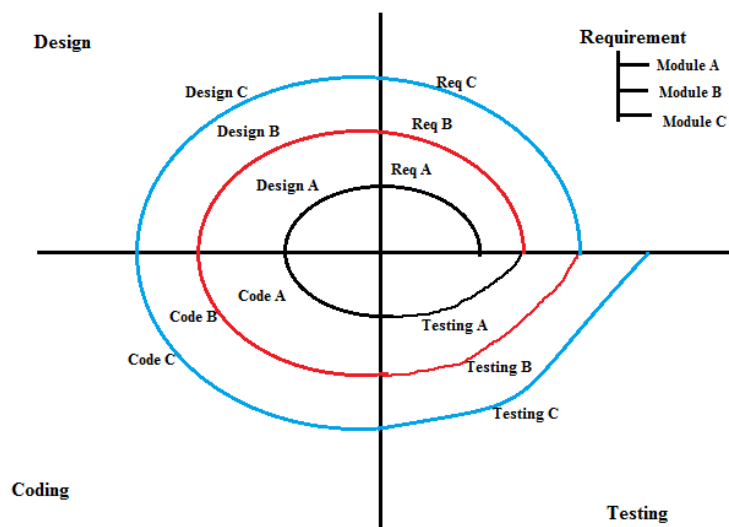 Design
Requirement
Module A
Module B
Module C
Design C
Req C
Design B
Req B
Design A
Req A
Code A
Code B
Code C
Testing A
Testing B
Testing C
Coding
Testing